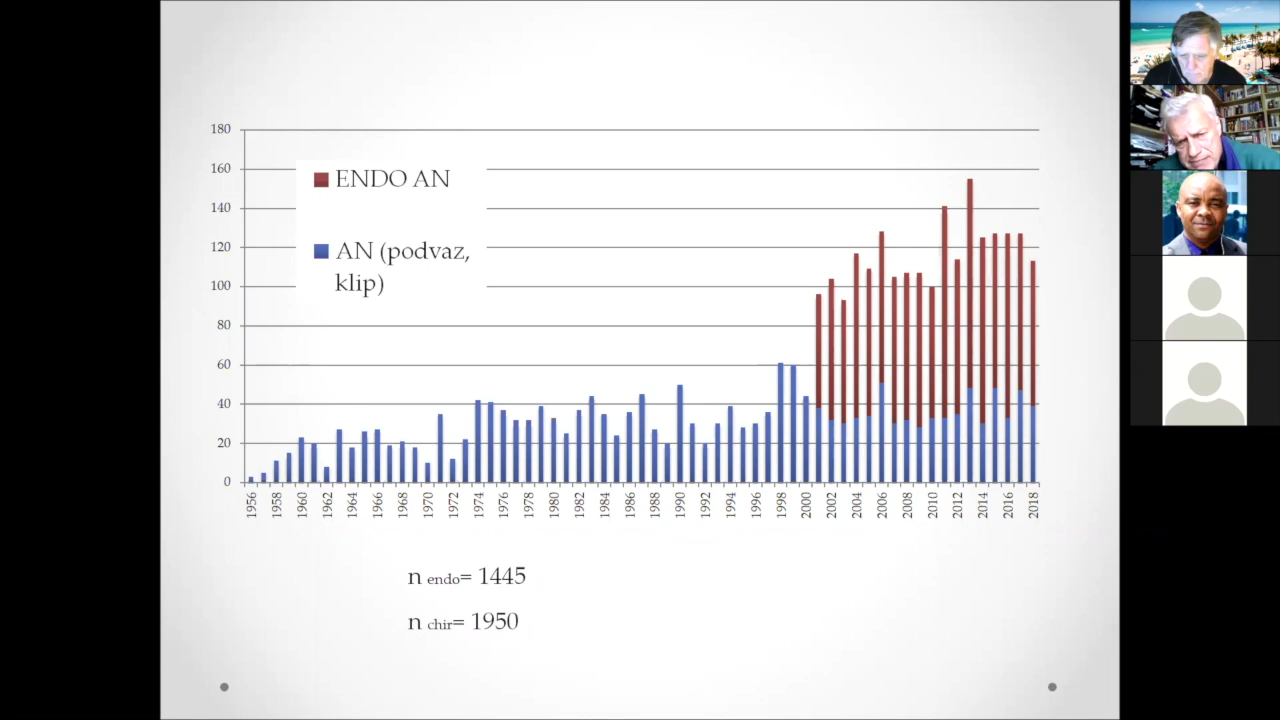 180
160
140
120
100
80
60
40
20
0
ENDO AN
AN (podvaz,
klip)
1956 1958 1960 1962 1964 1966 1968 1970 1972 1974 1976 1978 1980 1982 1984 1986 1988 1990 1992 1994 1996 1998 2000 2002 2004 2006 2008 2010 2012 2014 2016 2018
n endo= 1445
n chir= 1950